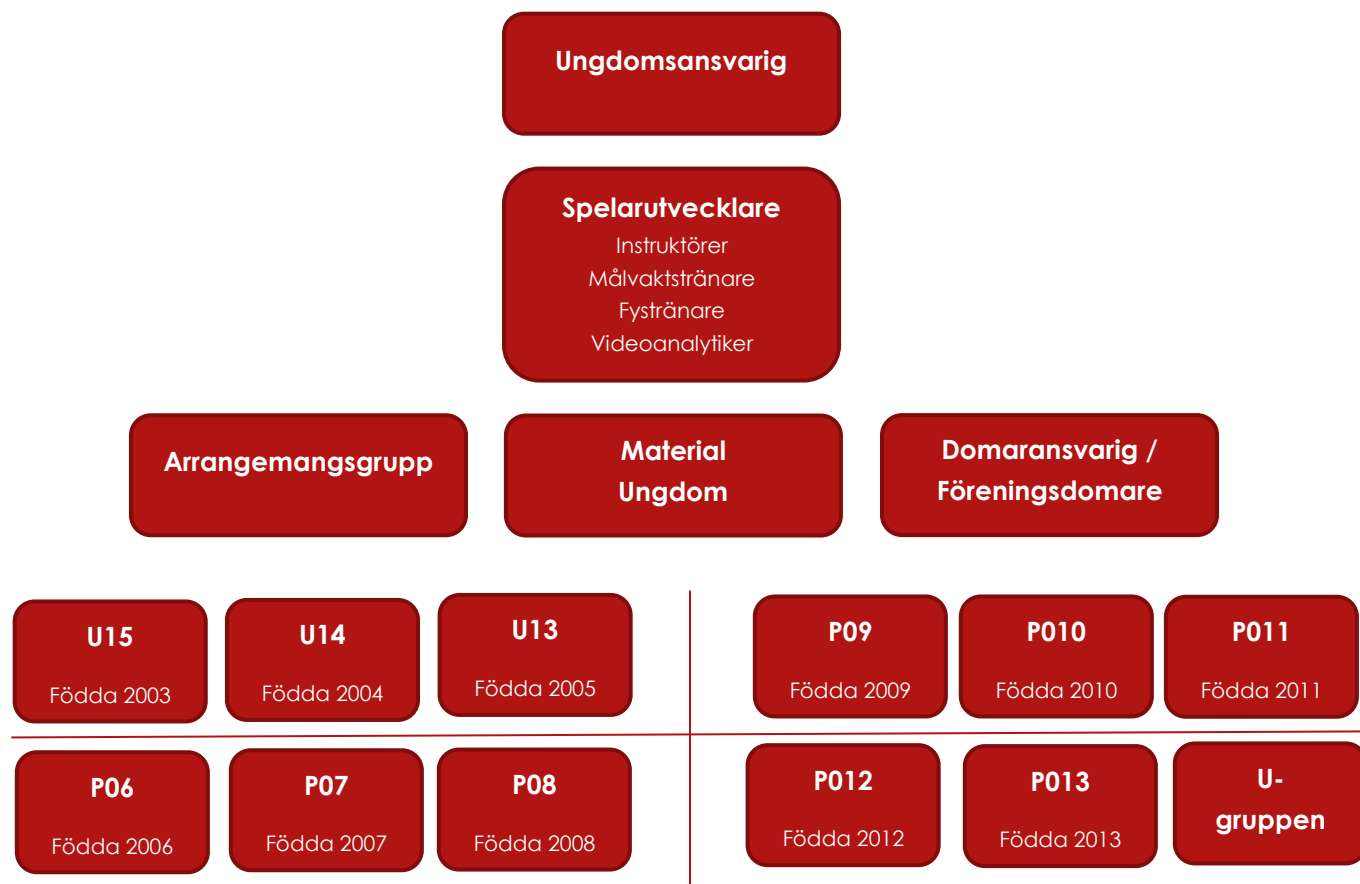 Ungdomsansvarig
Spelarutvecklare
Instruktörer
Målvaktstränare
Fystränare
Videoanalytiker
Arrangemangsgrupp
Material
Ungdom
Domaransvarig /
Föreningsdomare
U15
Födda 2003
U14
Födda 2004
U13
Födda 2005
P09
Födda 2009
P010
Födda 2010
P011
Födda 2011
P06
Födda 2006
P07
Födda 2007
P08
Födda 2008
P012
Födda 2012
P013
Födda 2013
U-
gruppen